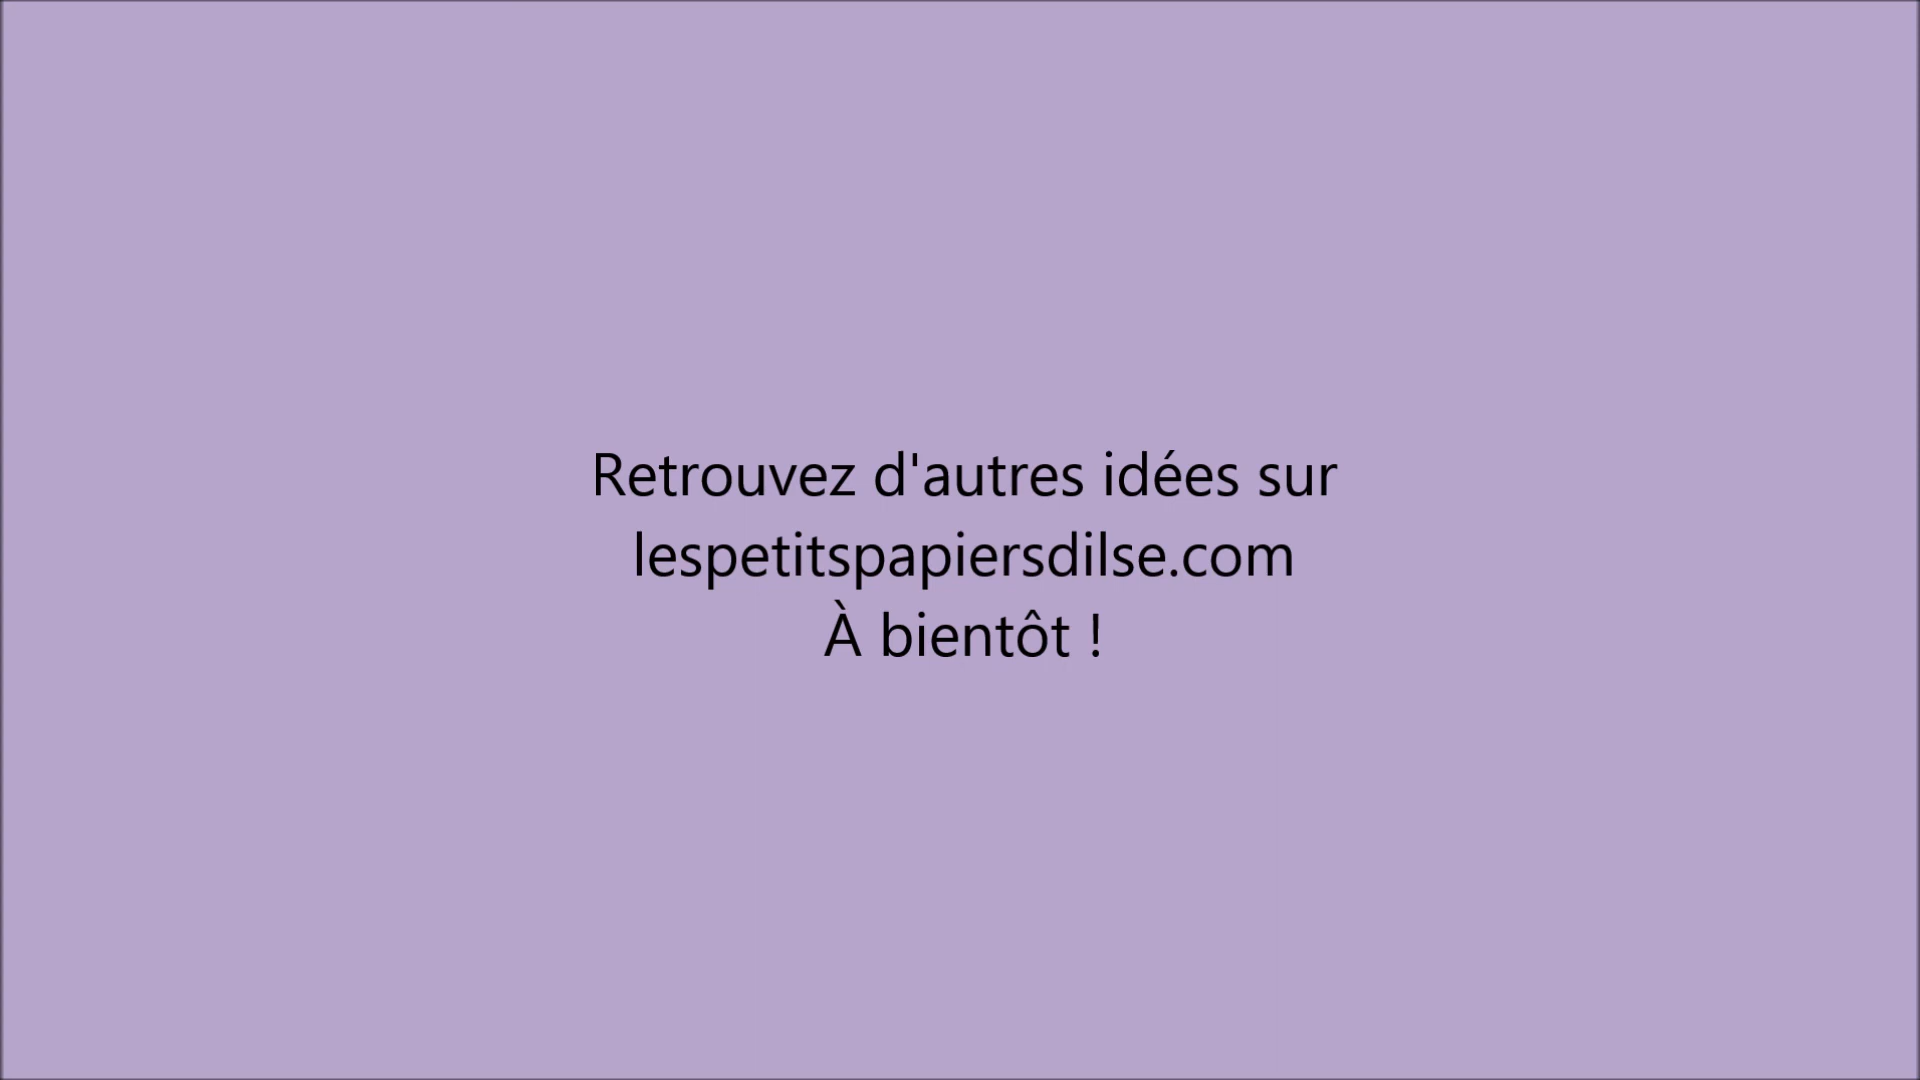 Retrouvez d'autres idées sur
lespetitspapiersdilse.com
À bientôt !